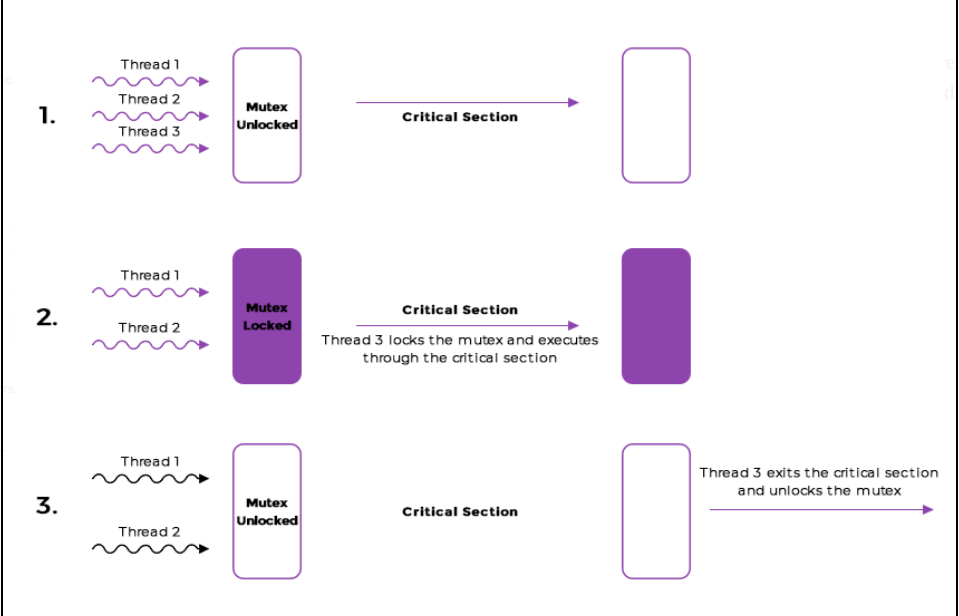 Thread 1
Thread 2
Thread 3
1.
Mutex
Unlocked
Critical Section
Thread 1
Thread 2
2.
Mutex
Locked
Critical Section
Thread 3 locks the mutex and executes
through the critical section
Thread 1
Thread 2
3.
Mutex
Unlocked
Critical Section
Thread 3 exits the critical section
and unlocks the mutex